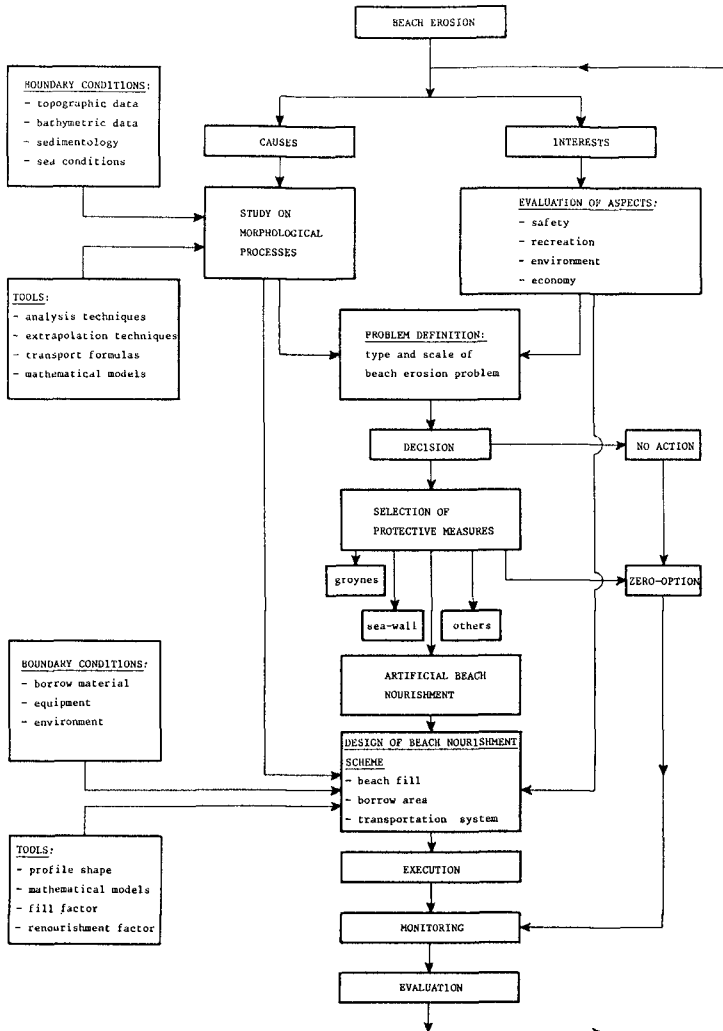 BEACH EROSION
BOUNDARY CONDITIONS:
- topographic data
- bathymetric data
- sedimentology
- sea conditions
CAUSES
INTERESTS
STUDY ON
MORPHOLOGICAL
PROCESSES
EVALUATION OF ASPECTS:
- safety
- recreation
- environment
- economy
TOOLS:
- analysis techniques
- extrapolation techniques
- transport formulas
- mathematical models
PROBLEM DEFINITION:
type and scale of
beach erosion problem
DECISION
NO ACTION
SELECTION OF
PROTECTIVE MEASURES
groynes
ZERO-OPTION
sea-wall
others
BOUNDARY CONDITIONS:
- borrow material
- equipment
- environment
ARTIFICIAL BEACH
NOURISHMENT
DESIGN OF BEACH NOURISHMENT
SCHEME
- beach fill
- borrow area
- transportation system
TOOLS:
- profile shape
- mathematical models
- fill factor
- renourishment factor
EXECUTION
MONITORING
EVALUATION